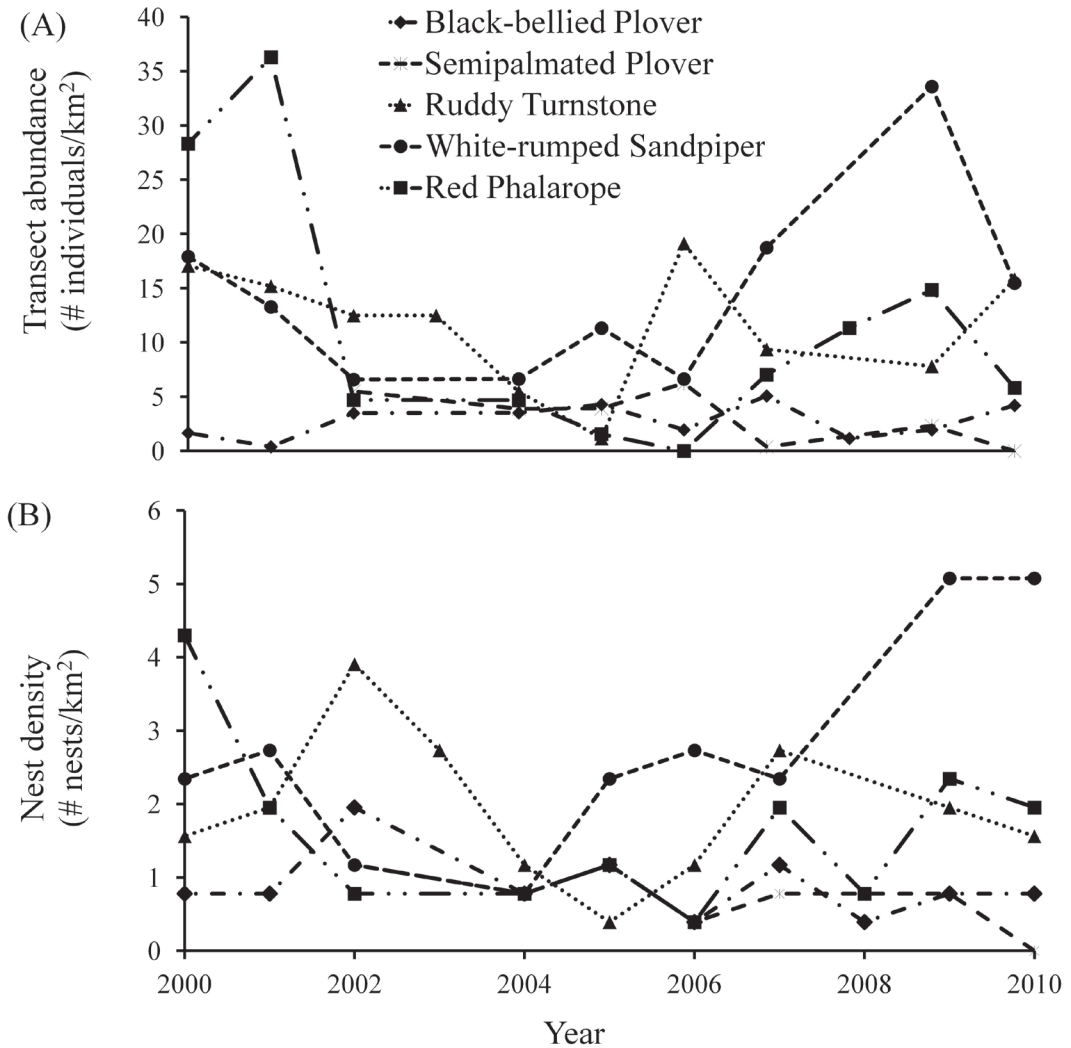 (A)
Transect abundance
(# individuals/km²)
40
35
30
25
20
15
10
5
0
Black-bellied Plover
Semipalmated Plover
Ruddy Turnstone
White-rumped Sandpiper
Red Phalarope
(B)
Nest density
(# nests/km²)
6
5
4
3
2
1
0
2000 2002 2004 2006 2008 2010
Year